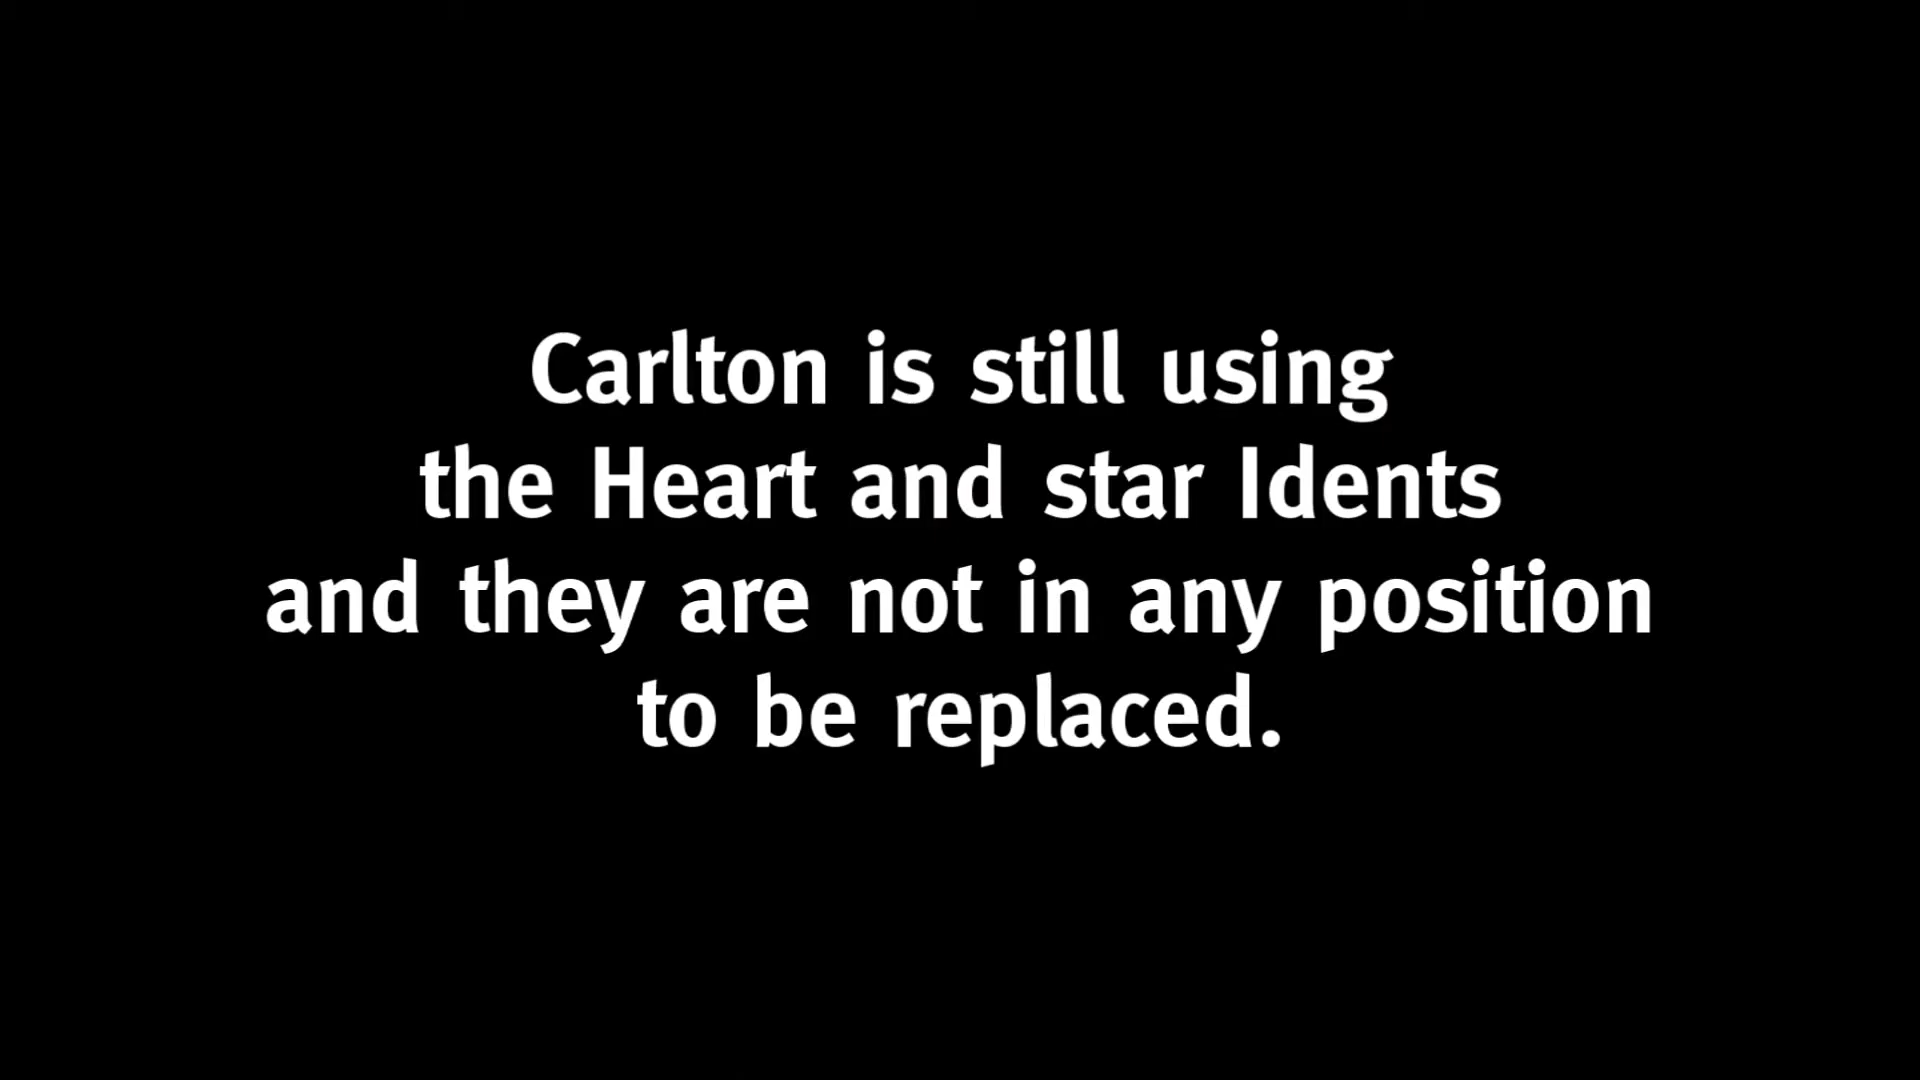 Carlton is still using
the Heart and star Idents
and they are not in any position
to be replaced.